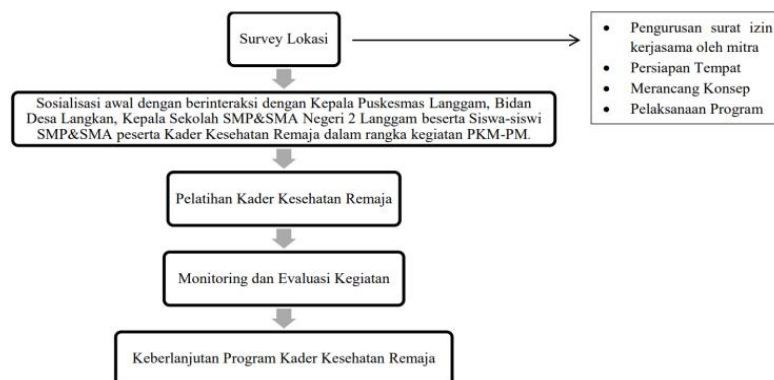 Survey Lokasi
• Pengurusan surat izin
kerjasama oleh mitra
• Persiapan Tempat
• Merancang Konsep
• Pelaksanaan Program
Sosialisasi awal dengan berinteraksi dengan Kepala Puskesmas Langgam, Bidan
Desa Langkan, Kepala Sekolah SMP&SMA Negeri 2 Langgam beserta Siswa-siswi
SMP&SMA peserta Kader Kesehatan Remaja dalam rangka kegiatan PKM-PM.
Pelatihan Kader Kesehatan Remaja
Monitoring dan Evaluasi Kegiatan
Keberlanjutan Program Kader Kesehatan Remaja